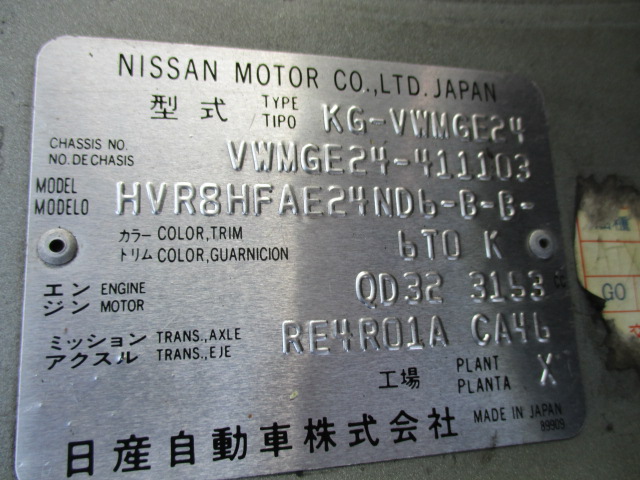 NISSAN MOTOR CO.,LTD. JAPAN
型式 TYPE / TIPO KG-VWMGE24
CHASSIS NO. NO. DE CHASIS VWMGE24-411103
MODEL MODELO HVR8HFAE24ND6-B-B-
カラー COLOR, TRIM 6T0 K
トリム COLOR, GUARNICION
エンジン ENGINE MOTOR QD32 3153 cc
ミッション TRANS., AXLE RE4R01A CA46
アクスル TRANS., EJE
工場 PLANT PLANTA X
日産自動車株式会社 MADE IN JAPAN
89909
GO